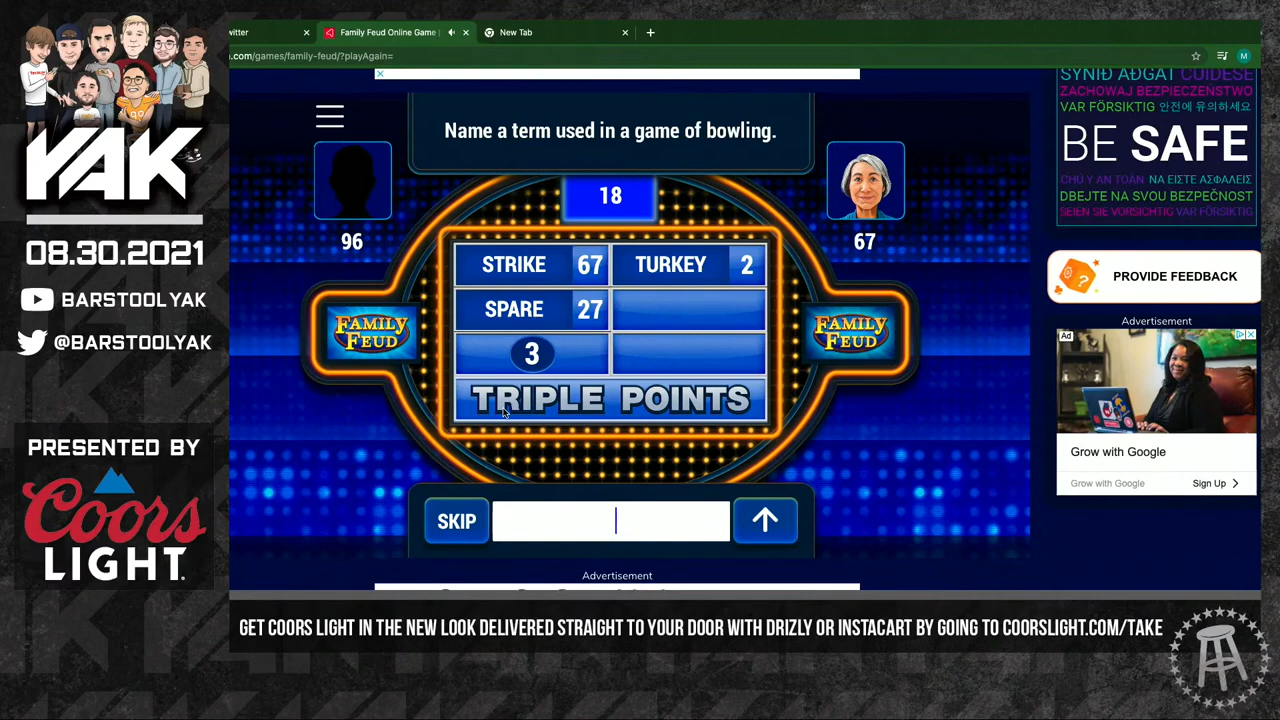 itter
Family Feud Online Game
New Tab
.com/games/family-feud/?playAgain=
M
YAK
08.30.2021
BARSTOOLYAK
@BARSTOOLYAK
PRESENTED BY
Coors
LIGHT
Name a term used in a game of bowling.
18
96
67
STRIKE 67
TURKEY 2
SPARE 27
3
TRIPLE POINTS
FAMILY
FEUD
FAMILY
FEUD
SKIP
Advertisement
SÝNIÐ AÐGÁT CUIDESE
ZACHOWAJ BEZPIECZEŃSTWO
VAR FÖRSIKTIG 안전에 유의하세요
BE SAFE
CHÚ Ý AN TOÀN ΝΑ ΕΙΣΤΕ ΑΣΦΑΛΕΙΣ
DBEJTE NA SVOU BEZPEČNOST
SEIEN SIE VORSICHTIG VAR FÖRSIKTIG
PROVIDE FEEDBACK
Advertisement
Ad
Grow with Google
Grow with Google
Sign Up
GET COORS LIGHT IN THE NEW LOOK DELIVERED STRAIGHT TO YOUR DOOR WITH DRIZLY OR INSTACART BY GOING TO COORSLIGHT.COM/TAKE